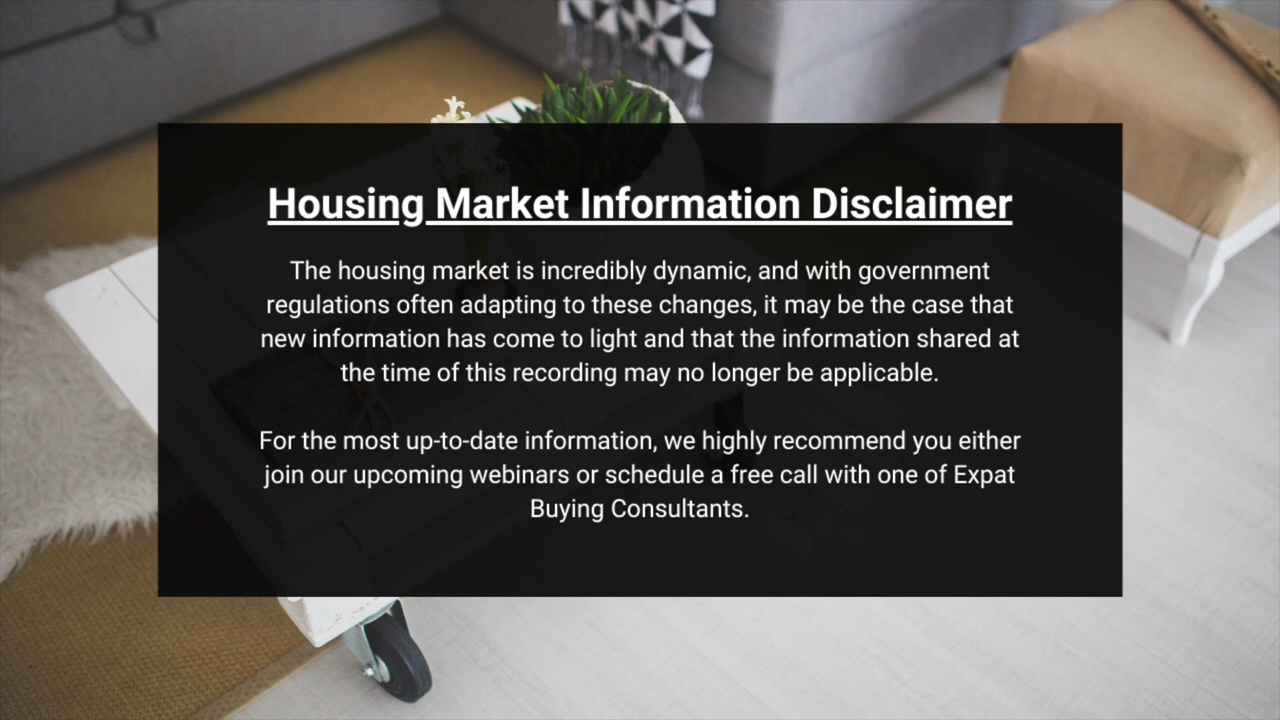 Housing Market Information Disclaimer
The housing market is incredibly dynamic, and with government
regulations often adapting to these changes, it may be the case that
new information has come to light and that the information shared at
the time of this recording may no longer be applicable.
For the most up-to-date information, we highly recommend you either
join our upcoming webinars or schedule a free call with one of Expat
Buying Consultants.